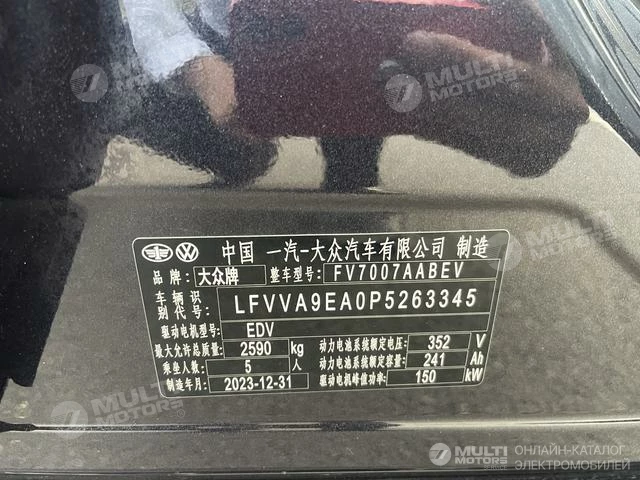 中国 一汽-大众汽车有限公司 制造
品牌: 大众牌 整车型号: FV7007AABEV
车辆识别代号: LFVVA9EA0P5263345
驱动电机型号: EDV
最大允许总质量: 2590 kg 动力电池系统额定电压: 352 V
乘坐人数: 5 人 动力电池系统额定容量: 241 Ah
制造年月: 2023-12-31 驱动电机峰值功率: 150 kW
7 MULTI MOTORS
7 MULTI MOTORS
7 MULTI MOTORS
7 MULTI MOTORS
7 MULTI MOTORS
ОНЛАЙН-КАТАЛОГ
ЭЛЕКТРОМОБИЛЕЙ